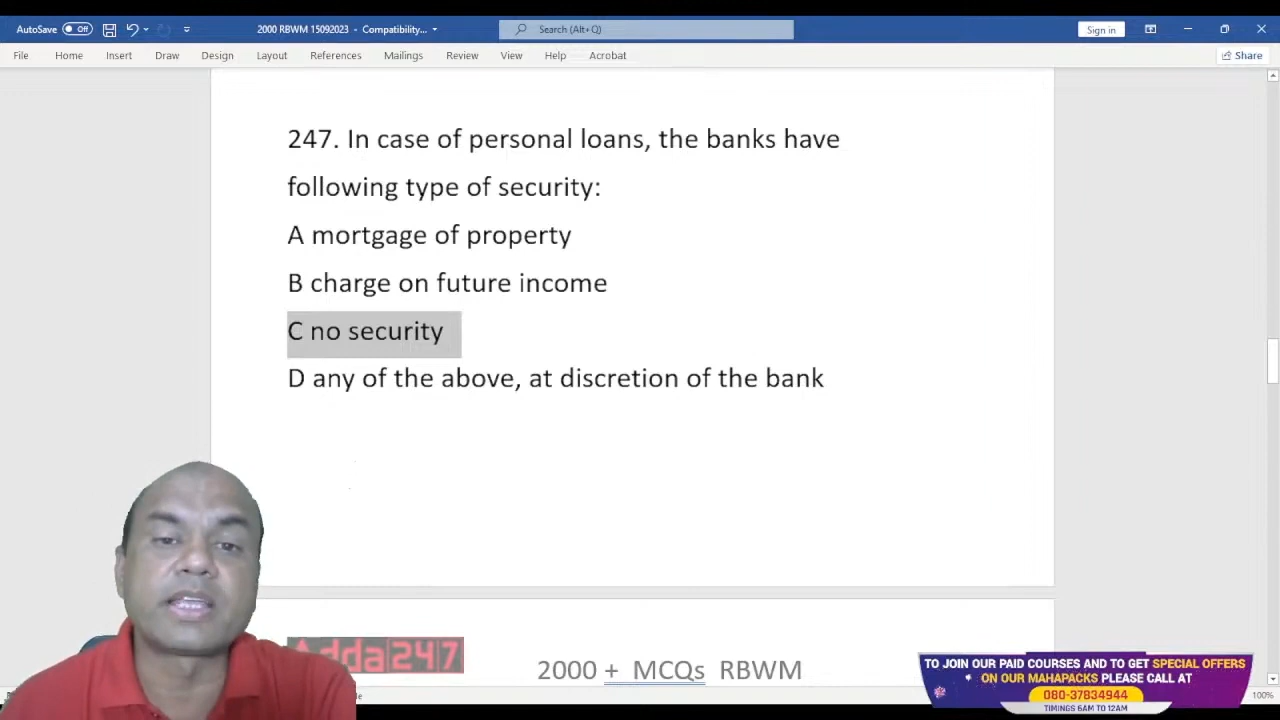 AutoSave Off 2000 RBWM 15092023 - Compatibility... Search (Alt+Q) Sign in
File Home Insert Draw Design Layout References Mailings Review View Help Acrobat Share
247. In case of personal loans, the banks have
following type of security:
A mortgage of property
B charge on future income
C no security
D any of the above, at discretion of the bank
Adda 247
2000 + MCQs RBWM
TO JOIN OUR PAID COURSES AND TO GET SPECIAL OFFERS
ON OUR MAHAPACKS PLEASE CALL AT
080-37834944
TIMINGS 6AM TO 12AM
100%